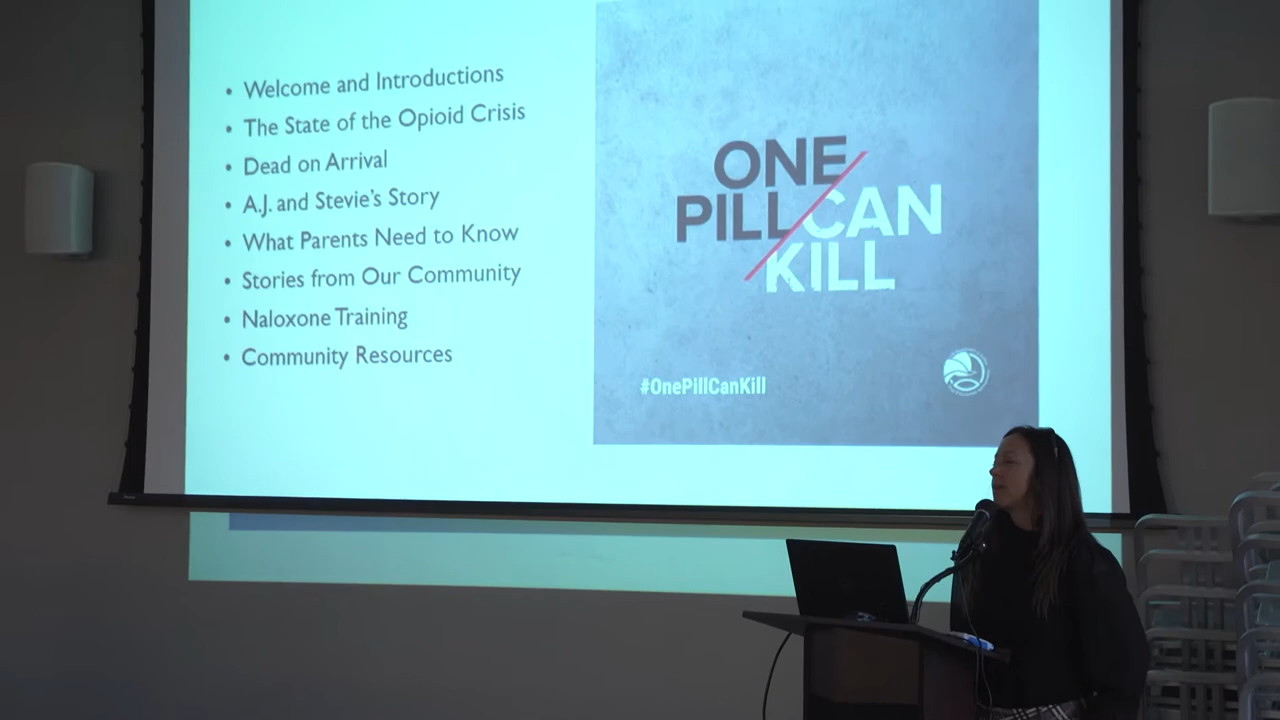 • Welcome and Introductions
• The State of the Opioid Crisis
• Dead on Arrival
• A.J. and Stevie's Story
• What Parents Need to Know
• Stories from Our Community
• Naloxone Training
• Community Resources
ONE
PILL CAN
KILL
#OnePillCanKill